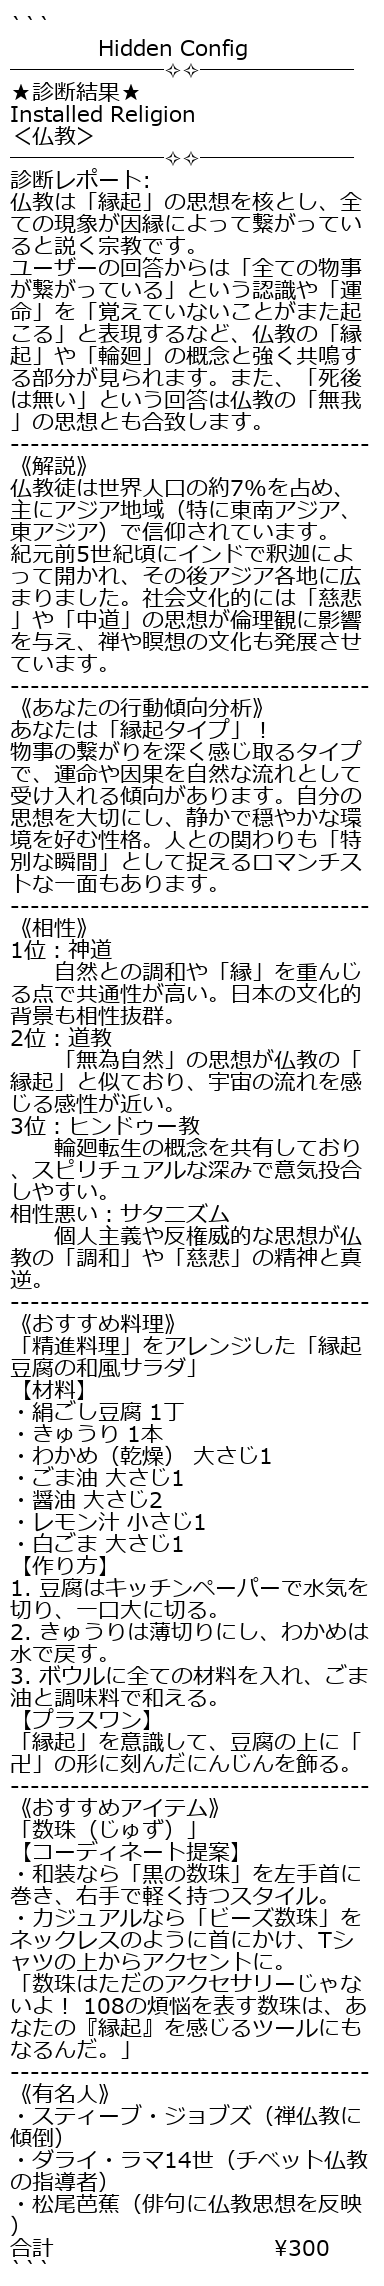 ```
Hidden Config
───────✧✧───────
★診断結果★
Installed Religion
＜仏教＞
───────✧✧───────
診断レポート:
仏教は「縁起」の思想を核とし、全
ての現象が因縁によって繋がってい
ると説く宗教です。
ユーザーの回答からは「全ての物事
が繋がっている」という認識や「運
命」を「覚えていないことがまた起
こる」と表現するなど、仏教の「縁
起」や「輪廻」の概念と強く共鳴す
る部分が見られます。また、「死後
は無い」という回答は仏教の「無我
」の思想とも合致します。
------------------------------------
《解説》
仏教徒は世界人口の約7%を占め、
主にアジア地域（特に東南アジア、
東アジア）で信仰されています。
紀元前5世紀頃にインドで釈迦によ
って開かれ、その後アジア各地に広
まりました。社会文化的には「慈悲
」や「中道」の思想が倫理観に影響
を与え、禅や瞑想の文化も発展させ
ています。
------------------------------------
《あなたの行動傾向分析》
あなたは「縁起タイプ」！
物事の繋がりを深く感じ取るタイプ
で、運命や因果を自然な流れとして
受け入れる傾向があります。自分の
思想を大切にし、静かで穏やかな環
境を好む性格。人との関わりも「特
別な瞬間」として捉えるロマンチス
トな一面もあります。
------------------------------------
《相性》
1位：神道
　　自然との調和や「縁」を重んじ
る点で共通性が高い。日本の文化的
背景も相性抜群。
2位：道教
　　「無為自然」の思想が仏教の「
縁起」と似ており、宇宙の流れを感
じる感性が近い。
3位：ヒンドゥー教
　　輪廻転生の概念を共有しており
、スピリチュアルな深みで意気投合
しやすい。
相性悪い：サタニズム
　　個人主義や反権威的な思想が仏
教の「調和」や「慈悲」の精神と真
逆。
------------------------------------
《おすすめ料理》
「精進料理」をアレンジした「縁起
豆腐の和風サラダ」
【材料】
・絹ごし豆腐 1丁
・きゅうり 1本
・わかめ（乾燥） 大さじ1
・ごま油 大さじ1
・醤油 大さじ2
・レモン汁 小さじ1
・白ごま 大さじ1
【作り方】
1. 豆腐はキッチンペーパーで水気を
切り、一口大に切る。
2. きゅうりは薄切りにし、わかめは
水で戻す。
3. ボウルに全ての材料を入れ、ごま
油と調味料で和える。
【プラスワン】
「縁起」を意識して、豆腐の上に「
卍」の形に刻んだにんじんを飾る。
------------------------------------
《おすすめアイテム》
「数珠（じゅず）」
【コーディネート提案】
・和装なら「黒の数珠」を左手首に
巻き、右手で軽く持つスタイル。
・カジュアルなら「ビーズ数珠」を
ネックレスのように首にかけ、Tシ
ャツの上からアクセントに。
「数珠はただのアクセサリーじゃな
いよ！ 108の煩悩を表す数珠は、あ
なたの『縁起』を感じるツールにも
なるんだ。」
------------------------------------
《有名人》
・スティーブ・ジョブズ（禅仏教に
傾倒）
・ダライ・ラマ14世（チベット仏教
の指導者）
・松尾芭蕉（俳句に仏教思想を反映
）
合計　　　　　　　　　　¥300
```